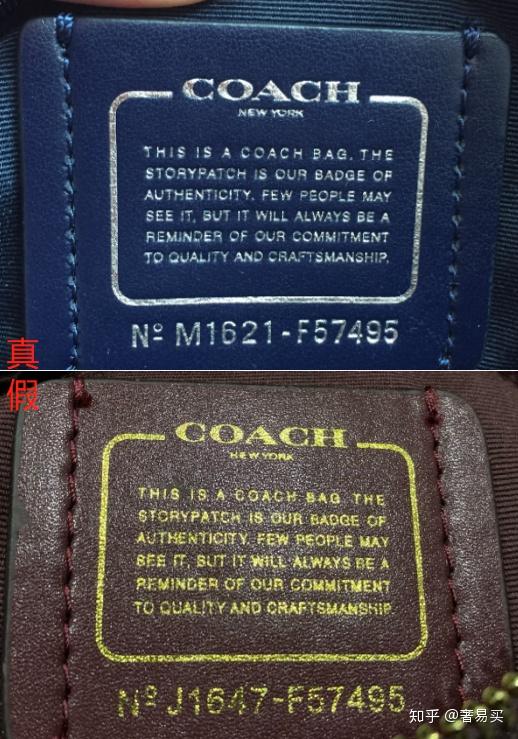 COACH
NEW YORK
THIS IS A COACH BAG. THE
STORYPATCH IS OUR BADGE OF
AUTHENTICITY. FEW PEOPLE MAY
SEE IT, BUT IT WILL ALWAYS BE A
REMINDER OF OUR COMMITMENT
TO QUALITY AND CRAFTSMANSHIP.
Nº M1621-F57495
真
假
COACH
NEW YORK
THIS IS A COACH BAG THE
STORYPATCH IS OUR BADGE OF
AUTHENTICITY. FEW PEOPLE MAY
SEE IT, BUT IT WILL ALWAYS BE A
REMINDER OF OUR COMMITMENT
TO QUALITY AND CRAFTSMANSHIP.
Nº J1647-F57495
知乎 @著易买